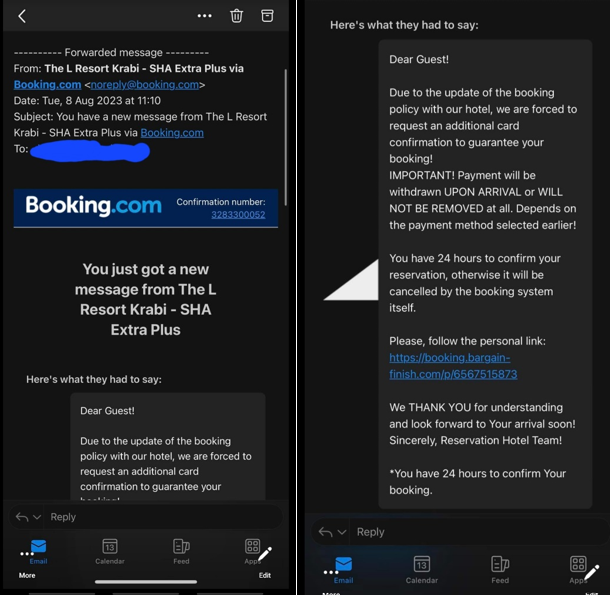 ---------- Forwarded message ---------
From: The L Resort Krabi - SHA Extra Plus via
Booking.com <noreply@booking.com>
Date: Tue, 8 Aug 2023 at 11:10
Subject: You have a new message from The L Resort
Krabi - SHA Extra Plus via Booking.com
To:
Booking.com
Confirmation number:
3283300052
You just got a new
message from The L
Resort Krabi - SHA
Extra Plus
Here's what they had to say:
Dear Guest!
Due to the update of the booking
policy with our hotel, we are forced to
request an additional card
confirmation to guarantee your
booking!
Reply
13
Email
Calendar
Feed
Apps
More
Edit
Here's what they had to say:
Dear Guest!
Due to the update of the booking
policy with our hotel, we are forced to
request an additional card
confirmation to guarantee your
booking!
IMPORTANT! Payment will be
withdrawn UPON ARRIVAL or WILL
NOT BE REMOVED at all. Depends on
the payment method selected earlier!
You have 24 hours to confirm your
reservation, otherwise it will be
cancelled by the booking system
itself.
Please, follow the personal link:
https://booking.bargain-
finish.com/p/6567515873
We THANK YOU for understanding
and look forward to Your arrival soon!
Sincerely, Reservation Hotel Team!
*You have 24 hours to confirm Your
booking.
Reply
13
Email
Calendar
Feed
Apps
More
Edit